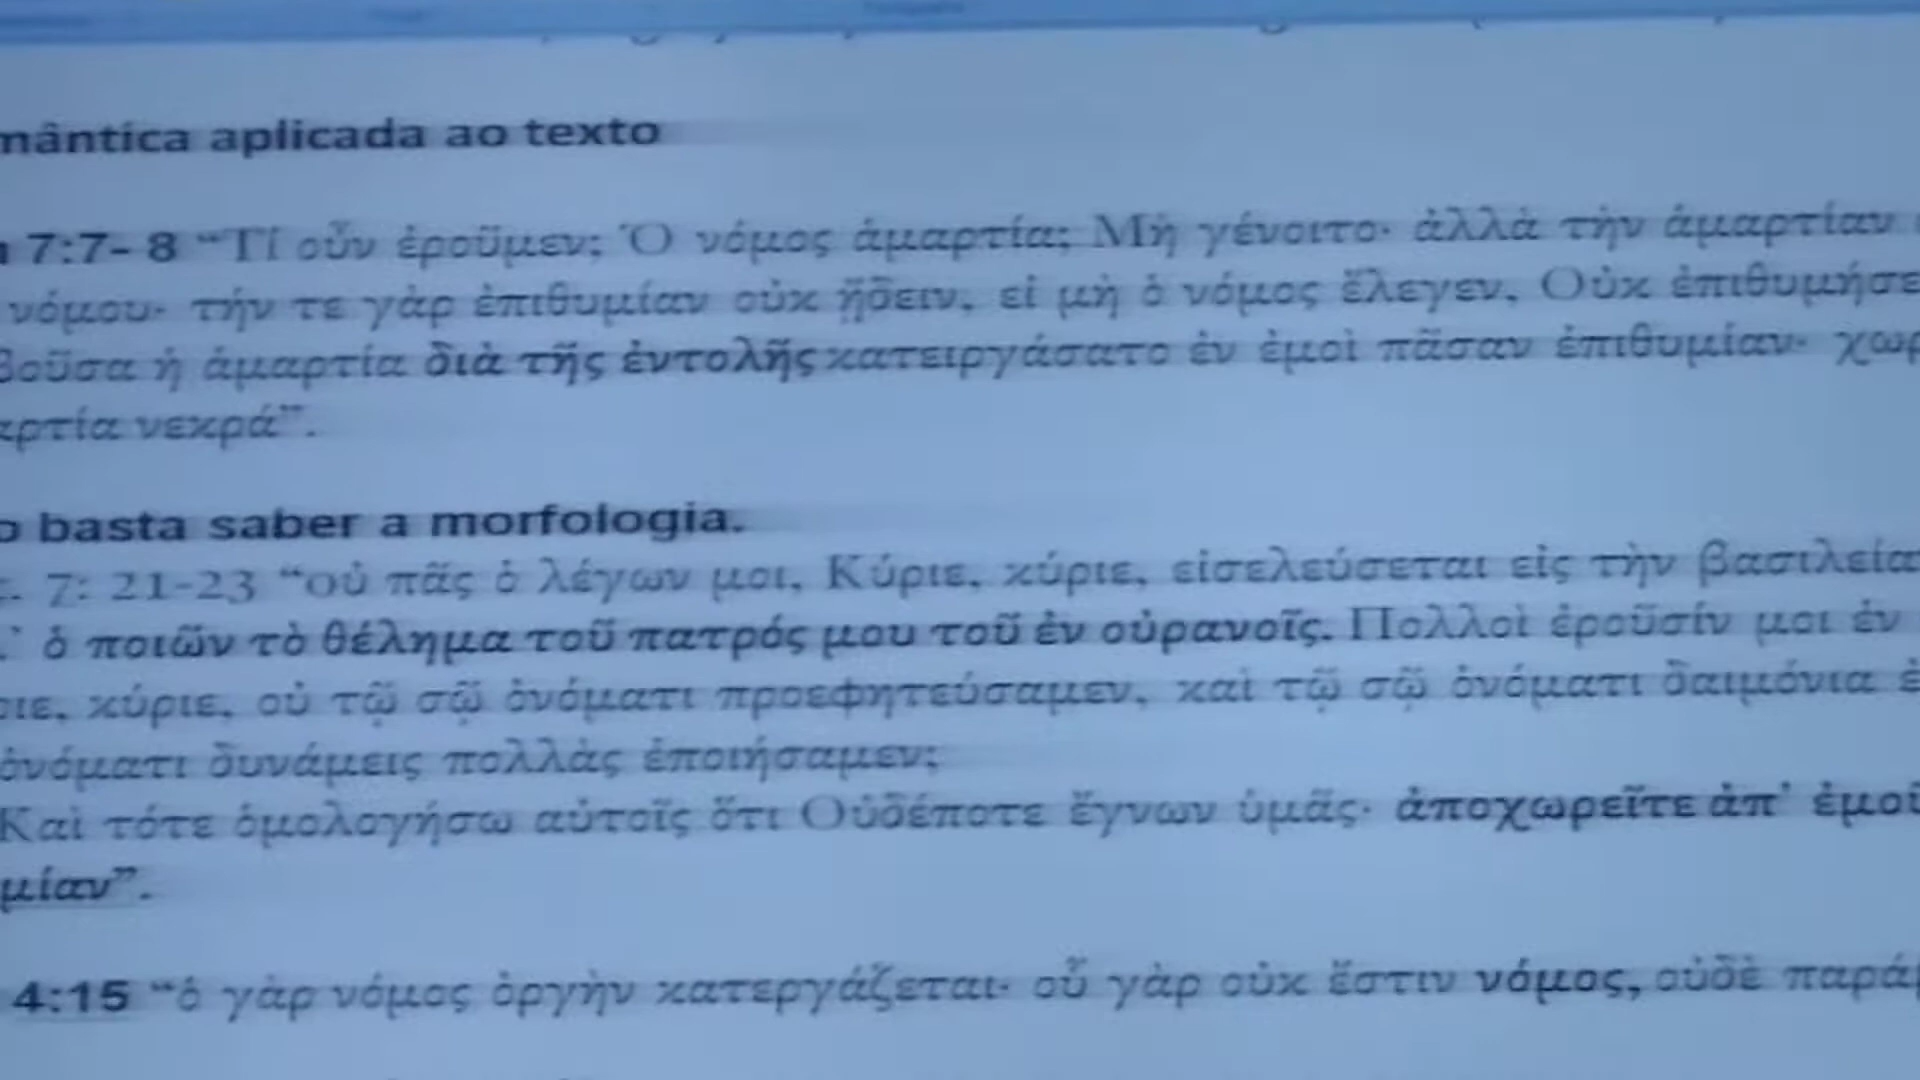 mântica aplicada ao texto
7:7- 8 “Τί οὖν ἐροῦμεν; Ὁ νόμος ἁμαρτία; Μὴ γένοιτο· ἀλλὰ τὴν ἁμαρτίαν
νόμου· τήν τε γὰρ ἐπιθυμίαν οὐκ ᾔδειν, εἰ μὴ ὁ νόμος ἔλεγεν, Οὐκ ἐπιθυμήσε
βοῦσα ἡ ἁμαρτία διὰ τῆς ἐντολῆς κατειργάσατο ἐν ἐμοὶ πᾶσαν ἐπιθυμίαν· χωρ
αρτία νεκρά”.
o basta saber a morfologia.
7: 21-23 “οὐ πᾶς ὁ λέγων μοι, Κύριε, κύριε, εἰσελεύσεται εἰς τὴν βασιλεία
ὁ ποιῶν τὸ θέλημα τοῦ πατρός μου τοῦ ἐν οὐρανοῖς. Πολλοὶ ἐροῦσίν μοι ἐν
ριε, κύριε, οὐ τῷ σῷ ὀνόματι προεφητεύσαμεν, καὶ τῷ σῷ ὀνόματι δαιμόνια ἐ
ὀνόματι δυνάμεις πολλὰς ἐποιήσαμεν;
Καὶ τότε ὁμολογήσω αὐτοῖς ὅτι Οὐδέποτε ἔγνων ὑμᾶς· ἀποχωρεῖτε ἀπ’ ἐμοῦ
μίαν”.
4:15 “ὁ γὰρ νόμος ὀργὴν κατεργάζεται· οὗ γὰρ οὐκ ἔστιν νόμος, οὐδὲ παρά